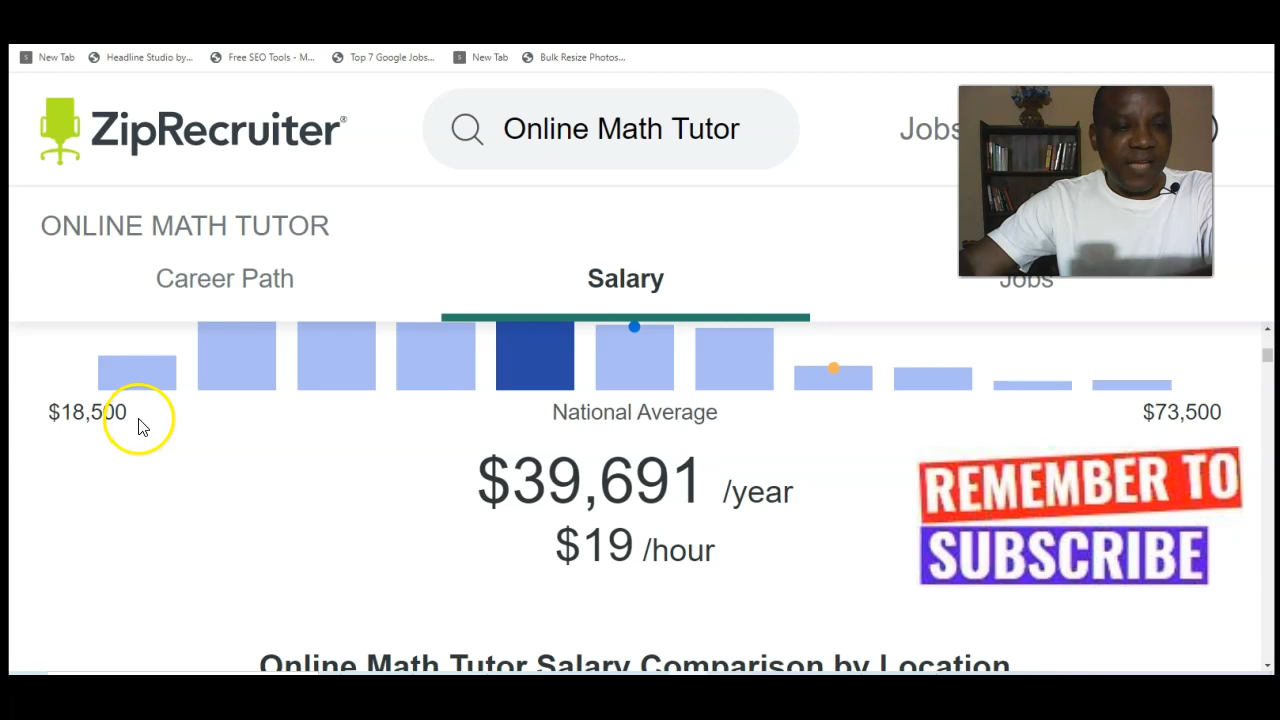 New Tab
Headline Studio by...
Free SEO Tools - M...
Top 7 Google Jobs...
New Tab
Bulk Resize Photos...
ZipRecruiter®
Online Math Tutor
Jobs
ONLINE MATH TUTOR
Career Path
Salary
Jobs
$18,500
National Average
$73,500
$39,691 /year
$19 /hour
REMEMBER TO
SUBSCRIBE
Online Math Tutor Salary Comparison by Location